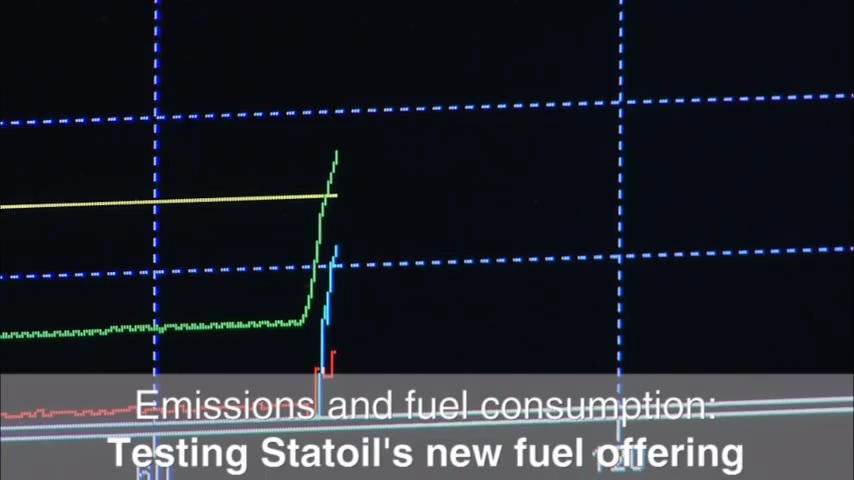 Emissions and fuel consumption:
Testing Statoil's new fuel offering